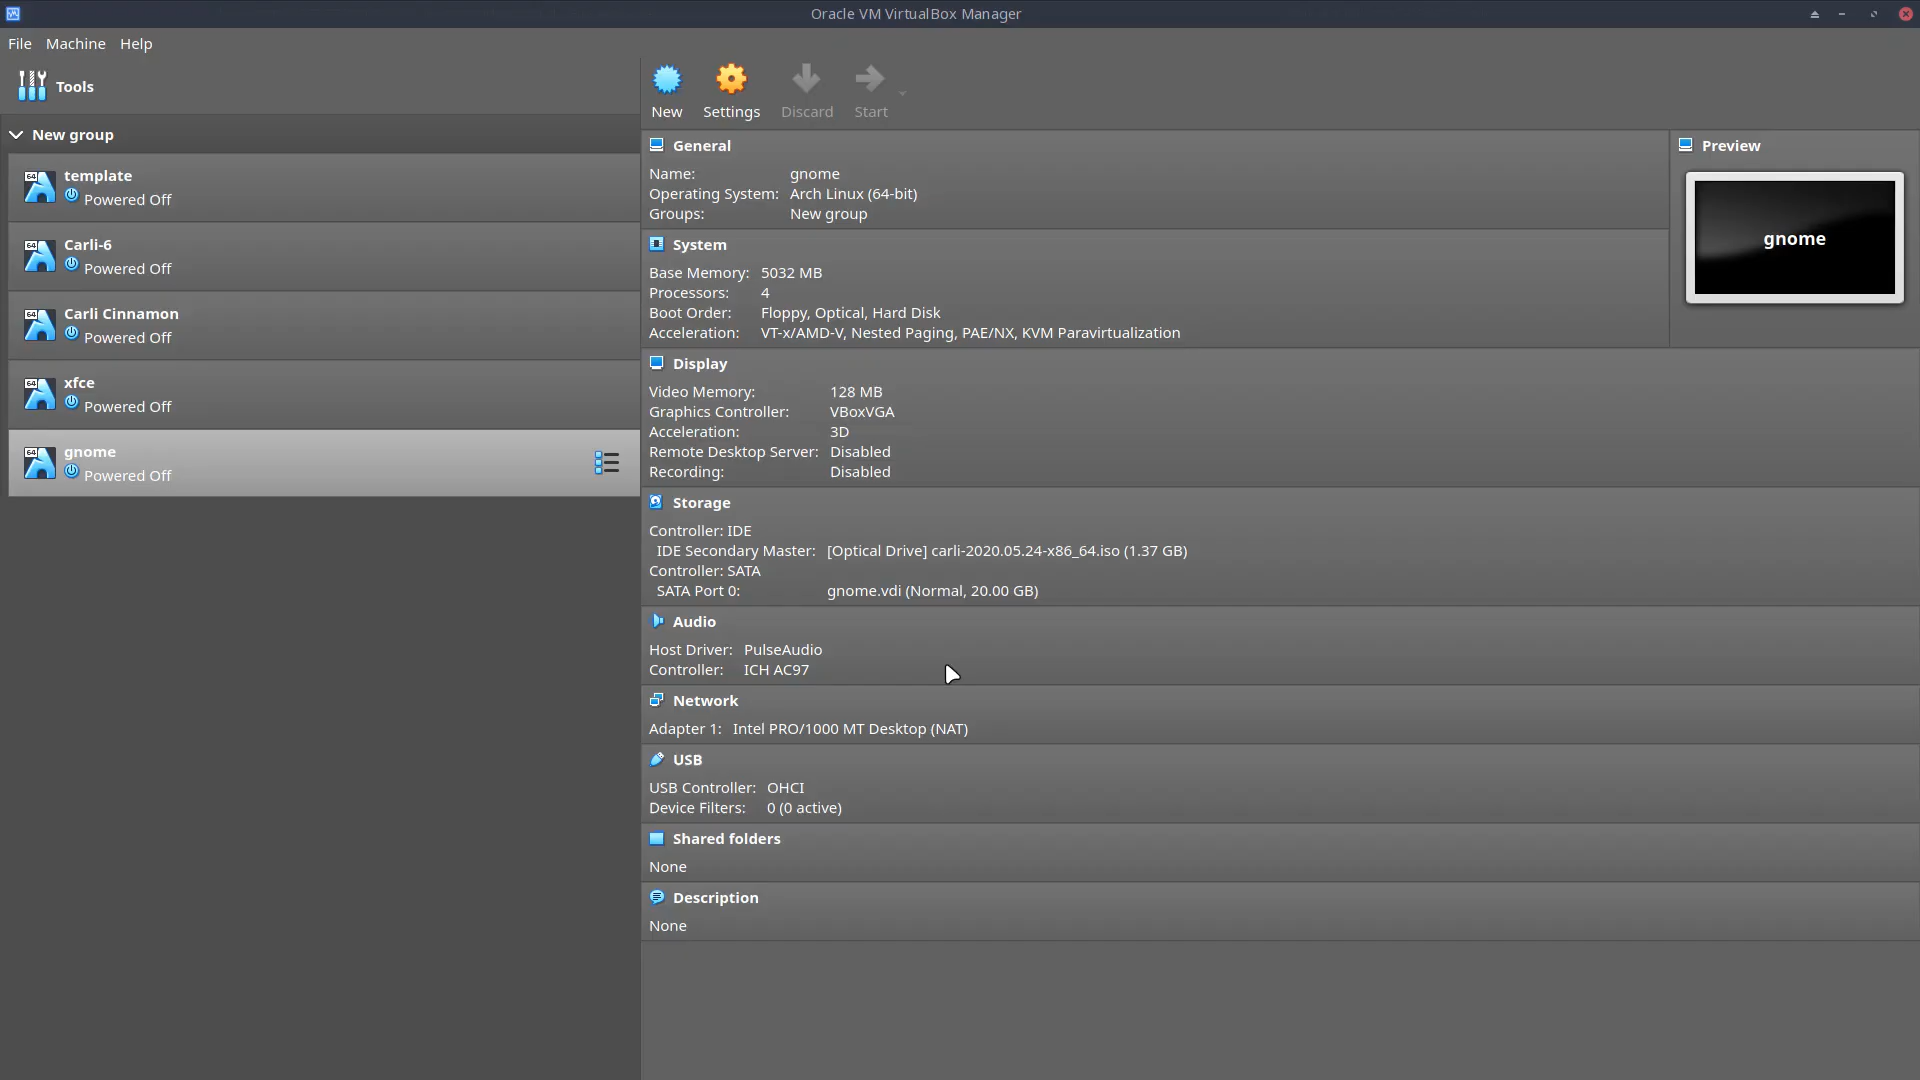 Oracle VM VirtualBox Manager
File Machine Help
Tools
New group
64 template
Powered Off
64 Carli-6
Powered Off
64 Carli Cinnamon
Powered Off
64 xfce
Powered Off
64 gnome
Powered Off
New Settings Discard Start
General
Name: gnome
Operating System: Arch Linux (64-bit)
Groups: New group
System
Base Memory: 5032 MB
Processors: 4
Boot Order: Floppy, Optical, Hard Disk
Acceleration: VT-x/AMD-V, Nested Paging, PAE/NX, KVM Paravirtualization
Preview
gnome
Display
Video Memory: 128 MB
Graphics Controller: VBoxVGA
Acceleration: 3D
Remote Desktop Server: Disabled
Recording: Disabled
Storage
Controller: IDE
IDE Secondary Master: [Optical Drive] carli-2020.05.24-x86_64.iso (1.37 GB)
Controller: SATA
SATA Port 0: gnome.vdi (Normal, 20.00 GB)
Audio
Host Driver: PulseAudio
Controller: ICH AC97
Network
Adapter 1: Intel PRO/1000 MT Desktop (NAT)
USB
USB Controller: OHCI
Device Filters: 0 (0 active)
Shared folders
None
Description
None